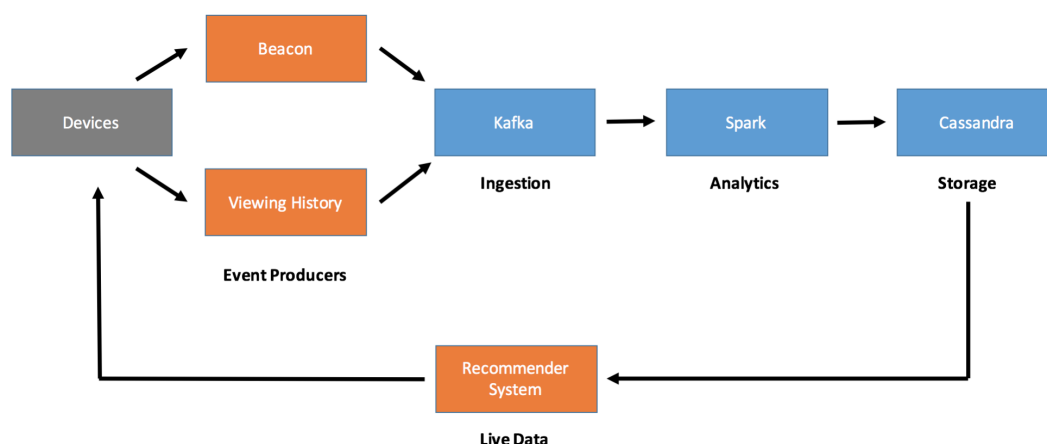 Beacon
Devices
Kafka
Spark
Cassandra
Ingestion
Analytics
Storage
Viewing History
Event Producers
Recommender
System
Live Data